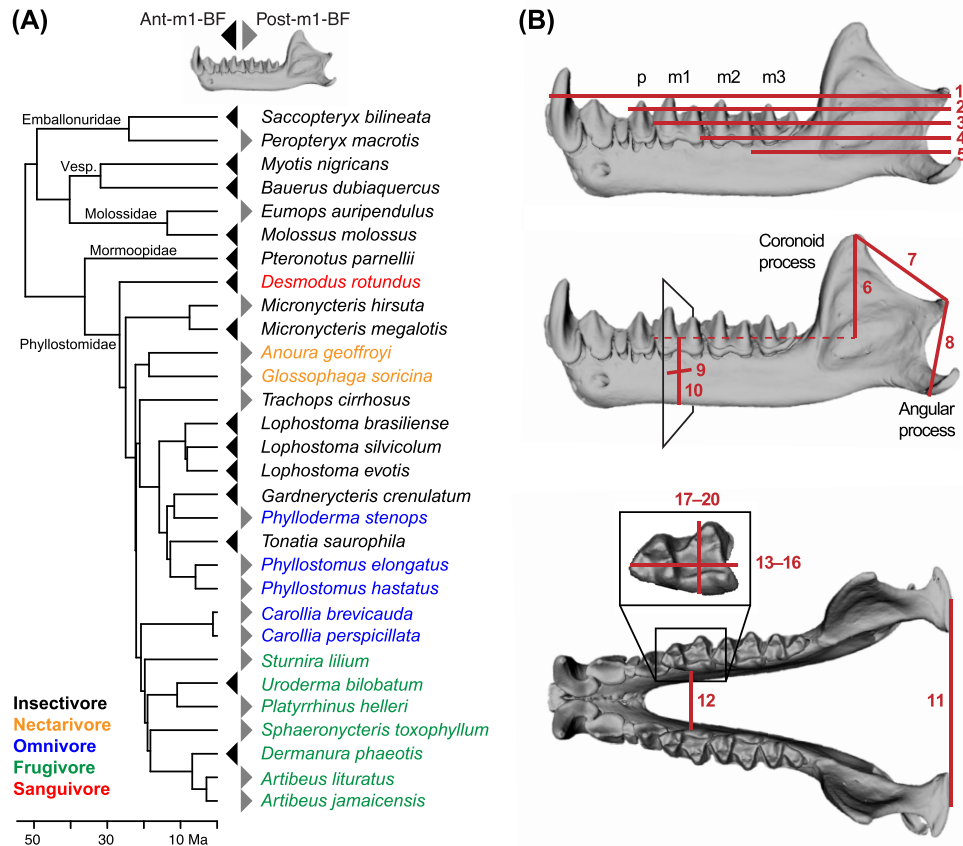 (A)
Ant-m1-BF Post-m1-BF
Emballonuridae
Vesp.
Molossidae
Mormoopidae
Phyllostomidae
Saccopteryx bilineata
Peropteryx macrotis
Myotis nigricans
Bauerus dubiaquercus
Eumops auripendulus
Molossus molossus
Pteronotus parnellii
Desmodus rotundus
Micronycteris hirsuta
Micronycteris megalotis
Anoura geoffroyi
Glossophaga soricina
Trachops cirrhosus
Lophostoma brasiliense
Lophostoma silvicolum
Lophostoma evotis
Gardnerycteris crenulatum
Phylloderma stenops
Tonatia saurophila
Phyllostomus elongatus
Phyllostomus hastatus
Carollia brevicauda
Carollia perspicillata
Sturnira lilium
Uroderma bilobatum
Platyrrhinus helleri
Sphaeronycteris toxophyllum
Dermanura phaeotis
Artibeus lituratus
Artibeus jamaicensis
Insectivore
Nectarivore
Omnivore
Frugivore
Sanguivore
50 30 10 Ma
(B)
p m1 m2 m3
1
2
3
4
5
Coronoid
process
7
6
8
9
10
Angular
process
17–20
13–16
12
11